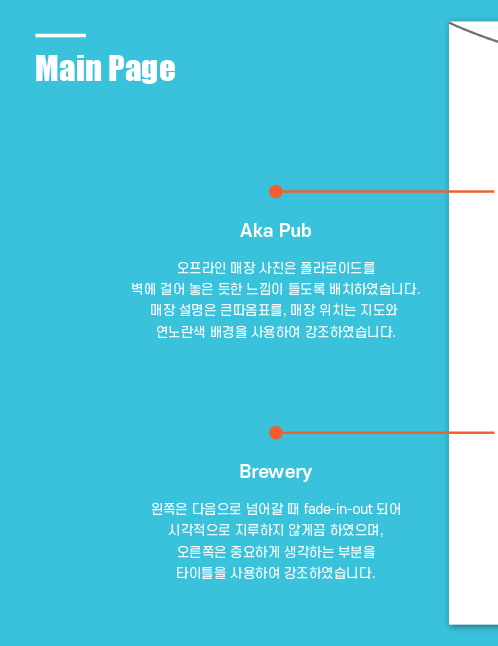 Main Page
Aka Pub
오프라인 매장 사진은 폴라로이드를
벽에 걸어 놓은 듯한 느낌이 들도록 배치하였습니다.
매장 설명은 큰따옴표를, 매장 위치는 지도와
연노란색 배경을 사용하여 강조하였습니다.
Brewery
왼쪽은 다음으로 넘어갈 때 fade-in-out 되어
시각적으로 지루하지 않게끔 하였으며,
오른쪽은 중요하게 생각하는 부분을
타이틀을 사용하여 강조하였습니다.